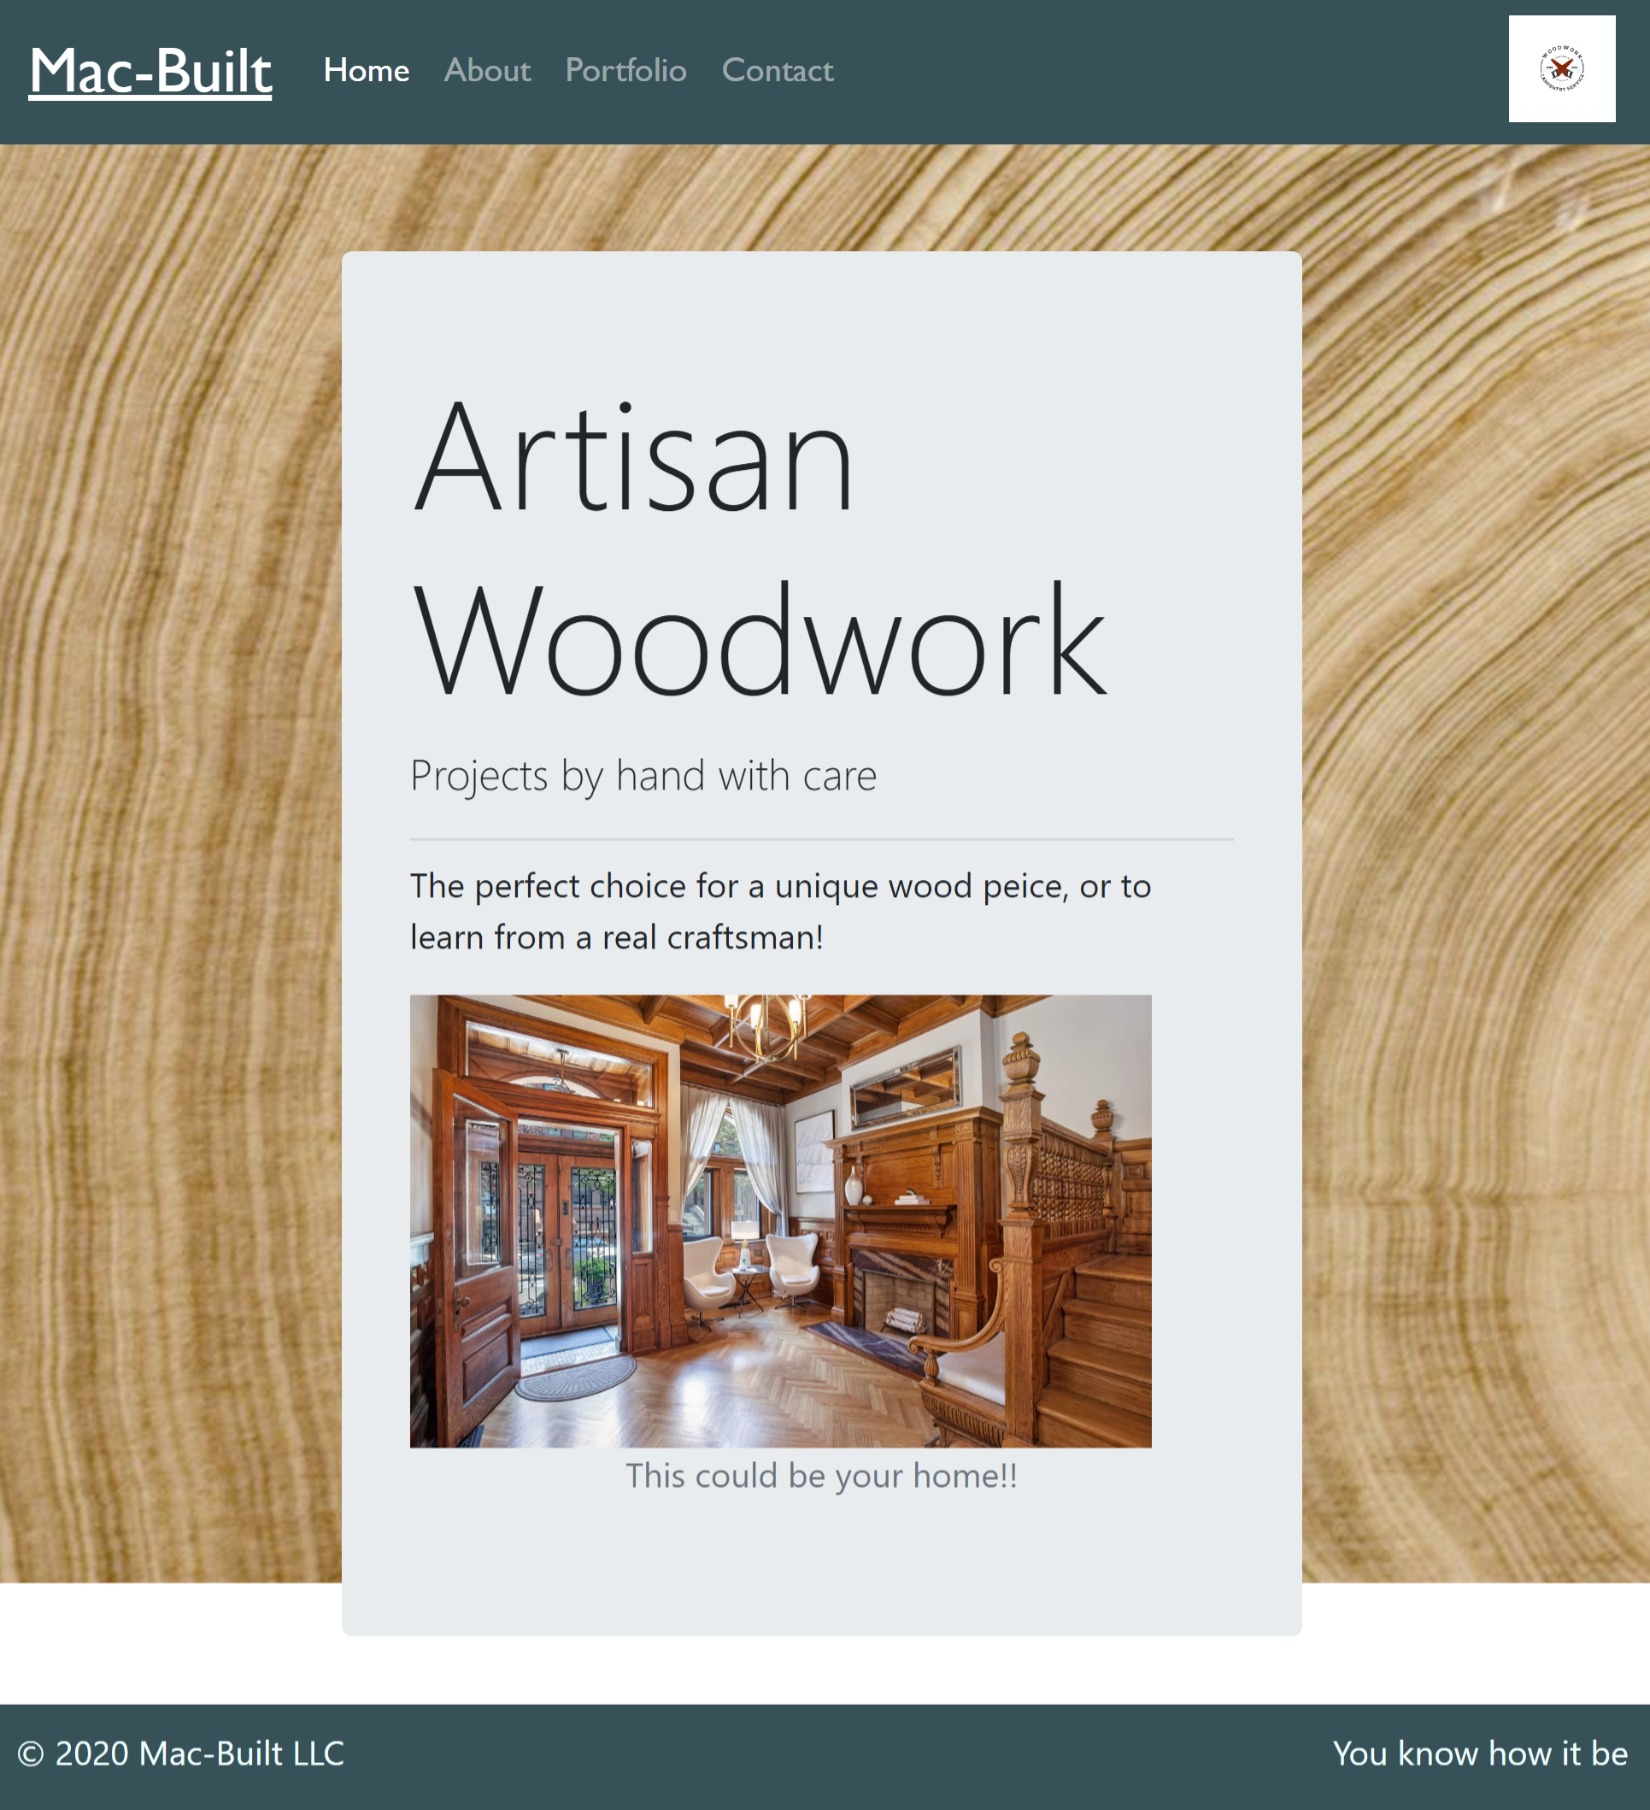 Mac-Built Home About Portfolio Contact
WOODWORK
CARPENTRY SERVICE
Artisan
Woodwork
Projects by hand with care
The perfect choice for a unique wood peice, or to
learn from a real craftsman!
This could be your home!!
© 2020 Mac-Built LLC You know how it be